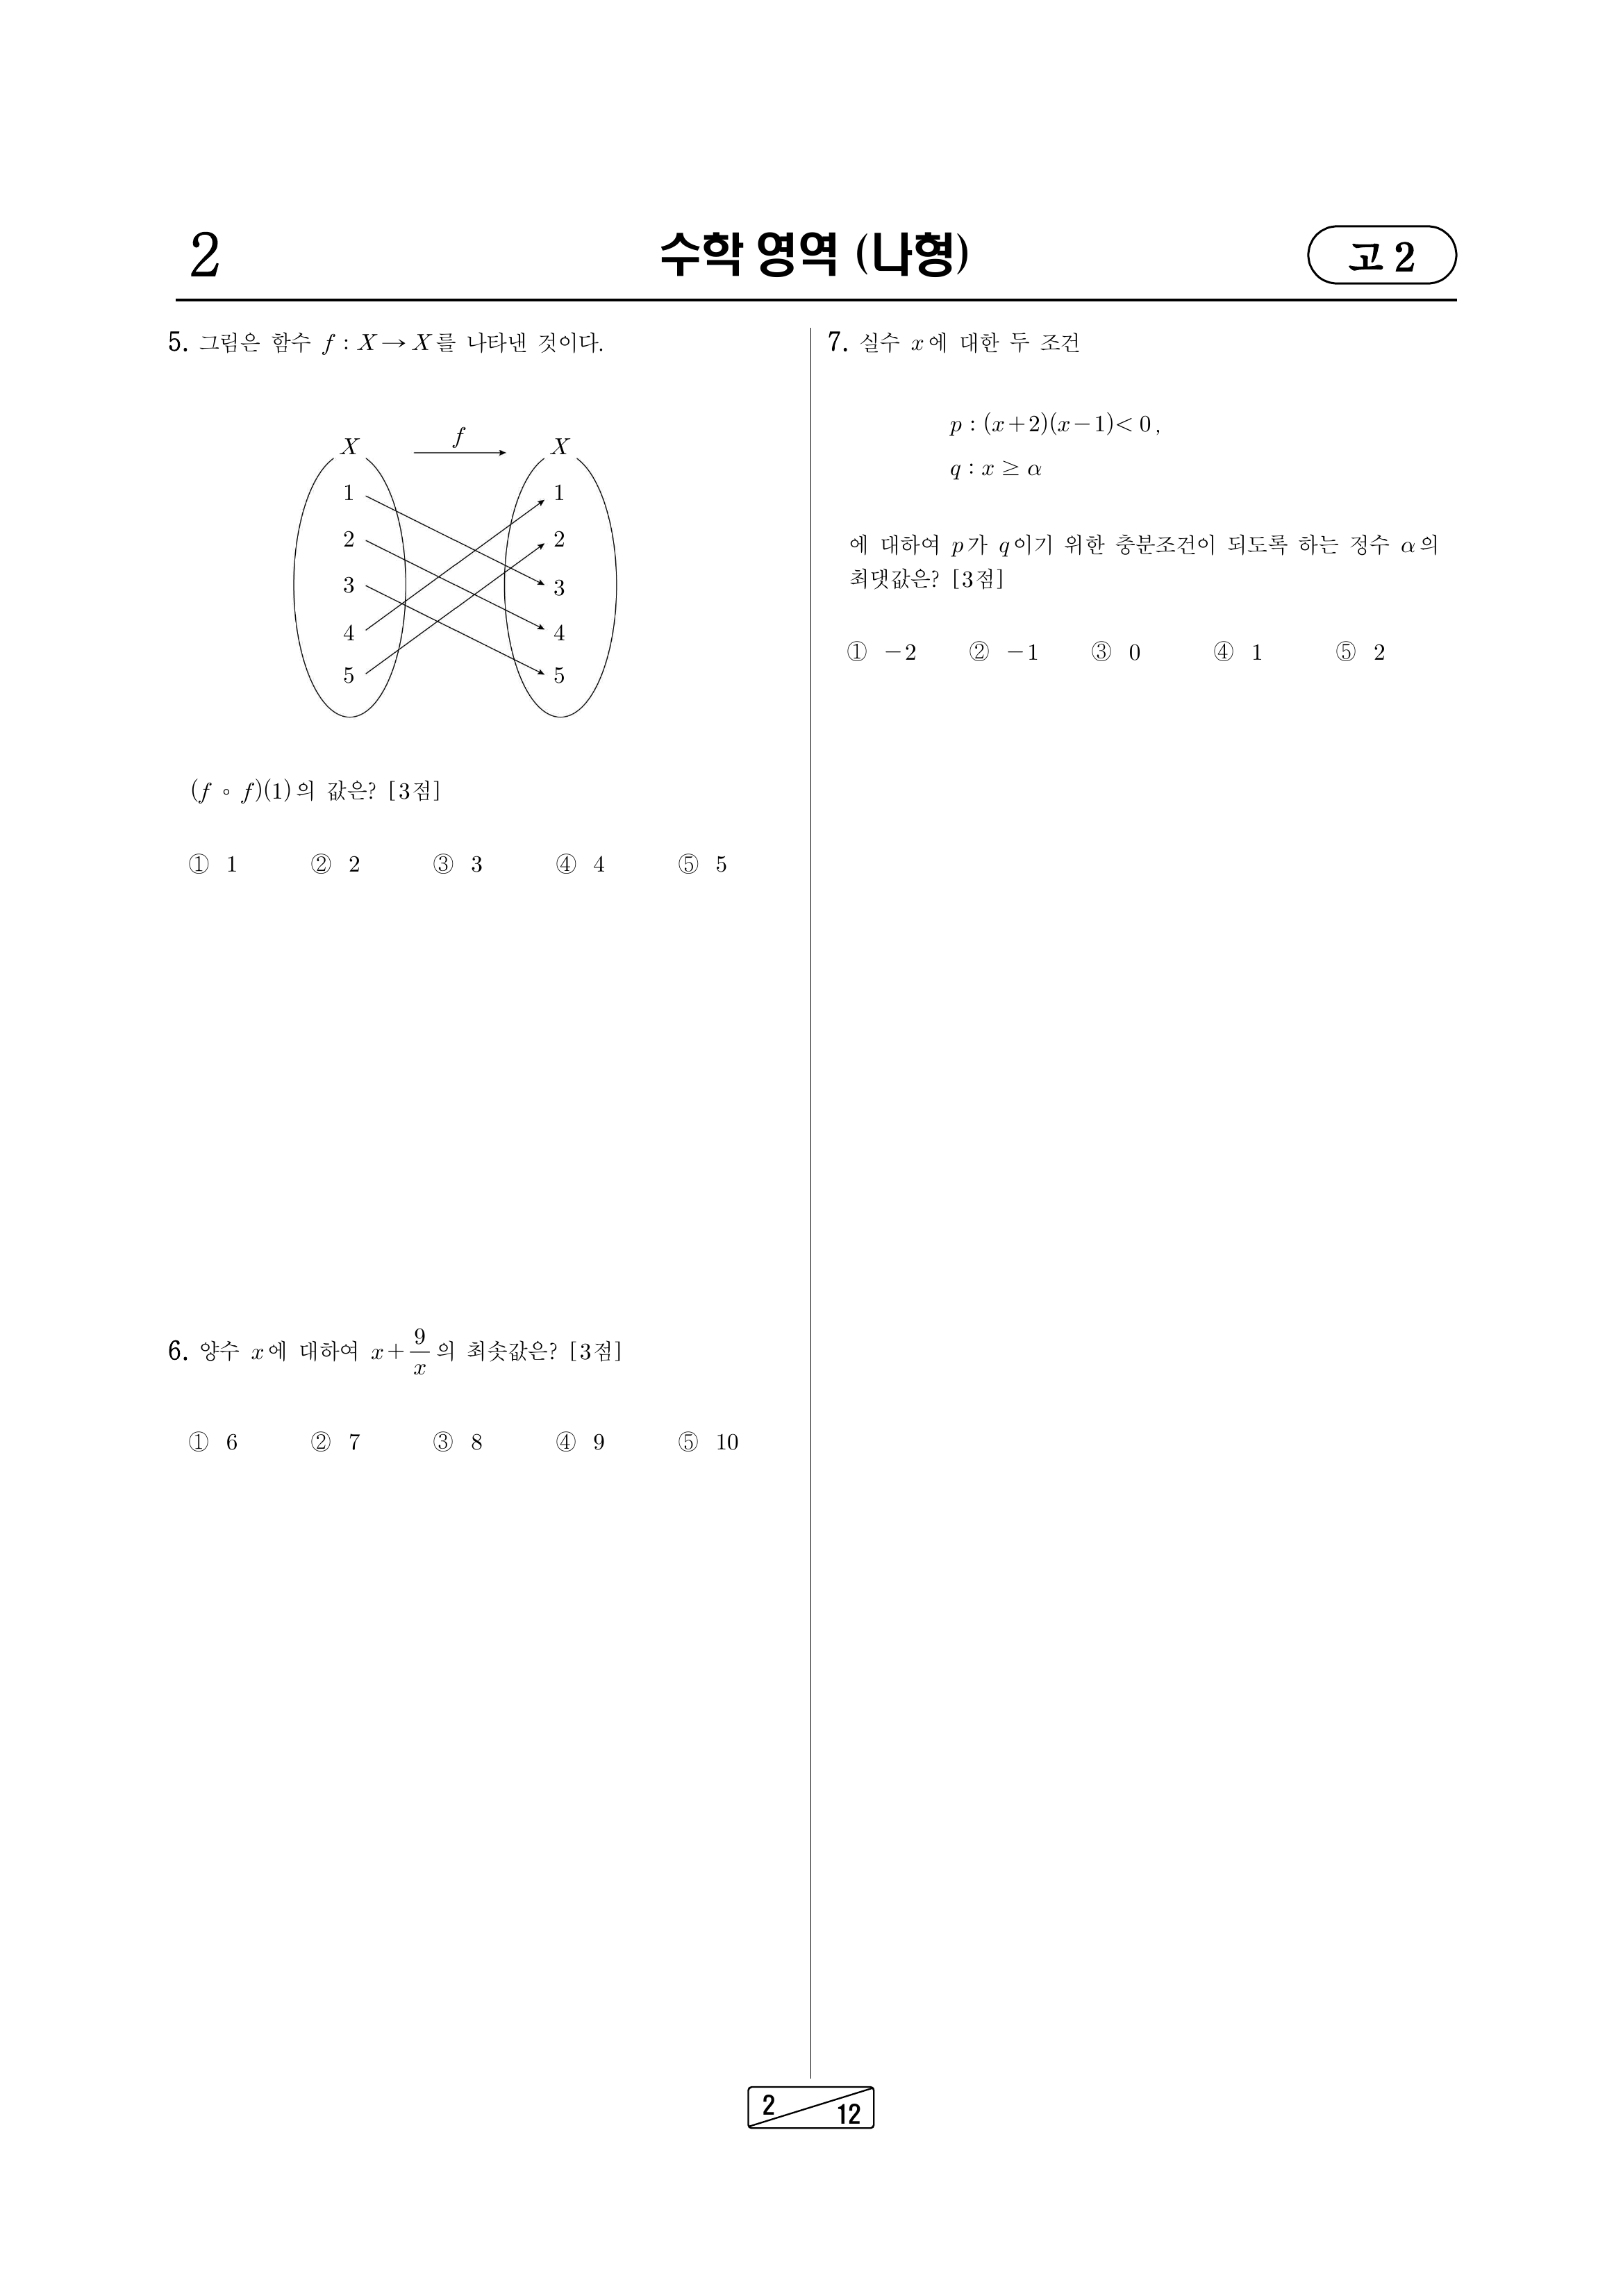 2
수학 영역 (나형)
고 2
5. 그림은 함수 f : X → X를 나타낸 것이다.
X f X
1 1
2 2
3 3
4 4
5 5
(f ∘ f)(1)의 값은? [3점]
① 1 ② 2 ③ 3 ④ 4 ⑤ 5
6. 양수 x에 대하여 x + 9/x 의 최솟값은? [3점]
① 6 ② 7 ③ 8 ④ 9 ⑤ 10
7. 실수 x에 대한 두 조건
p : (x+2)(x−1) < 0 ,
q : x ≥ α
에 대하여 p가 q이기 위한 충분조건이 되도록 하는 정수 α의
최댓값은? [3점]
① −2 ② −1 ③ 0 ④ 1 ⑤ 2
2 12